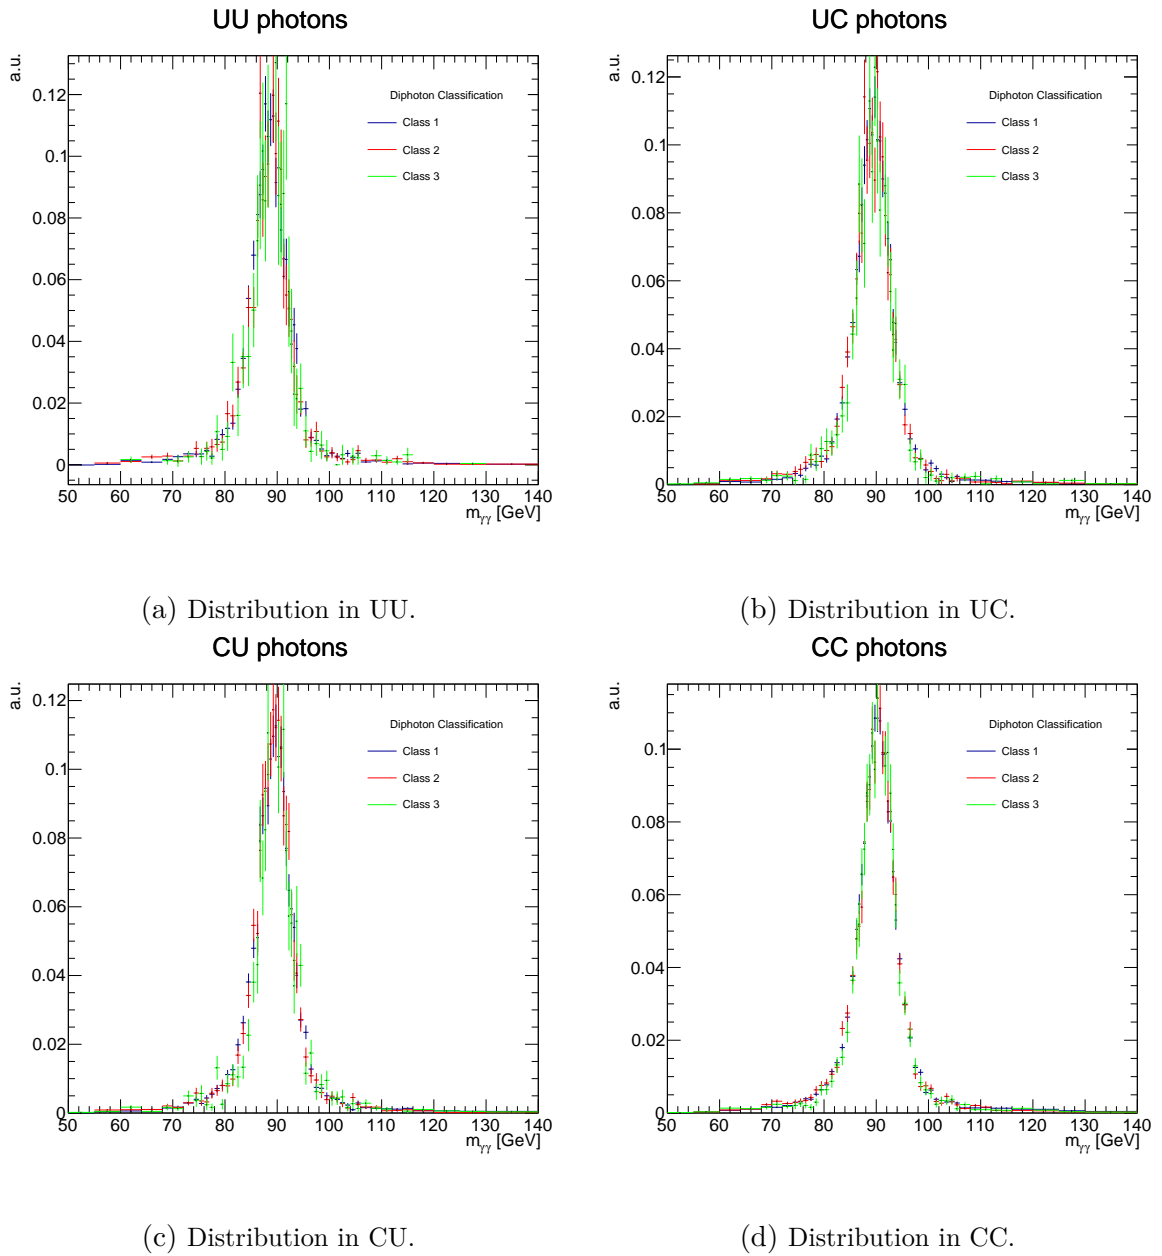 UU photons
a.u.
0.12
0.1
0.08
0.06
0.04
0.02
0
Diphoton Classification
Class 1
Class 2
Class 3
50 60 70 80 90 100 110 120 130 140
m_γγ [GeV]
(a) Distribution in UU.
UC photons
a.u.
0.12
0.1
0.08
0.06
0.04
0.02
0
Diphoton Classification
Class 1
Class 2
Class 3
50 60 70 80 90 100 110 120 130 140
m_γγ [GeV]
(b) Distribution in UC.
CU photons
a.u.
0.12
0.1
0.08
0.06
0.04
0.02
0
Diphoton Classification
Class 1
Class 2
Class 3
50 60 70 80 90 100 110 120 130 140
m_γγ [GeV]
(c) Distribution in CU.
CC photons
a.u.
0.1
0.08
0.06
0.04
0.02
0
Diphoton Classification
Class 1
Class 2
Class 3
50 60 70 80 90 100 110 120 130 140
m_γγ [GeV]
(d) Distribution in CC.